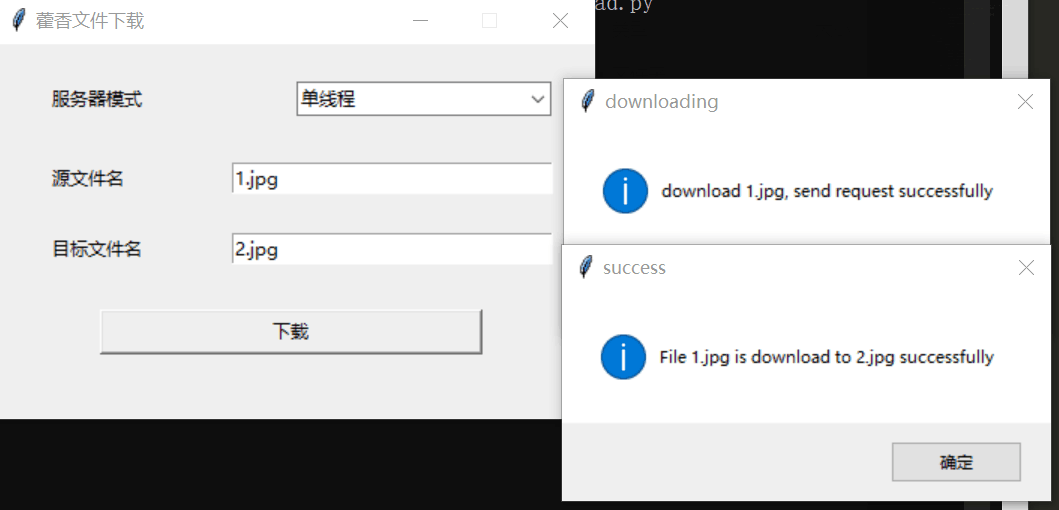 藿香文件下载
服务器模式
单线程
源文件名
1.jpg
目标文件名
2.jpg
下载
ad.py
downloading
download 1.jpg, send request successfully
success
File 1.jpg is download to 2.jpg successfully
确定